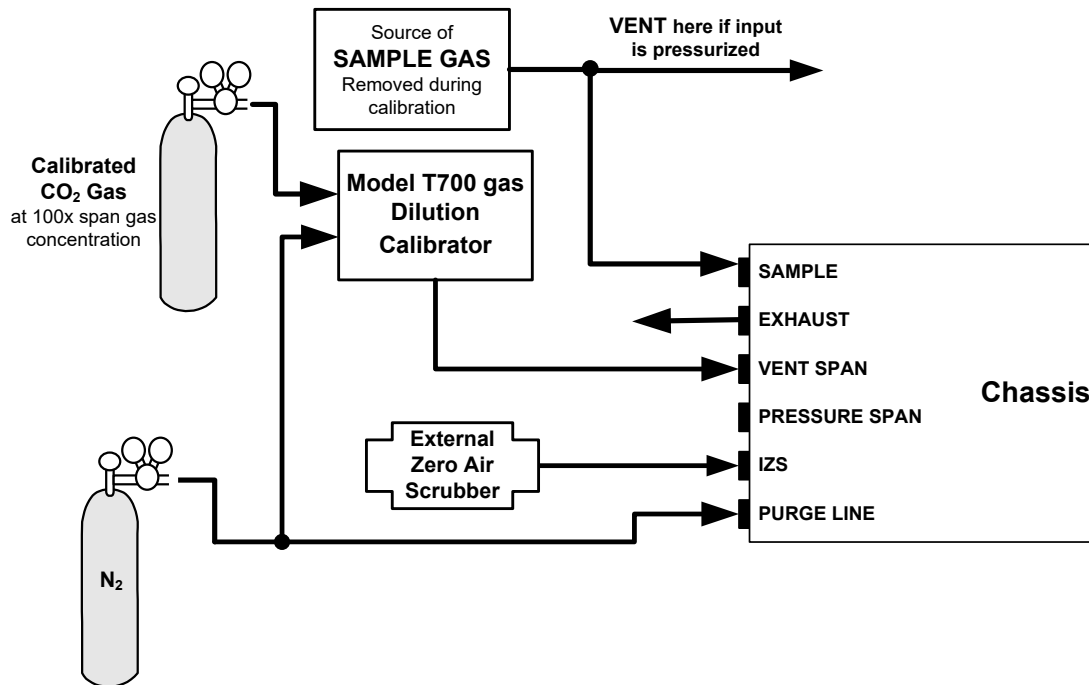 Source of
SAMPLE GAS
Removed during
calibration
VENT here if input
is pressurized
Calibrated
CO₂ Gas
at 100x span gas
concentration
Model T700 gas
Dilution
Calibrator
SAMPLE
EXHAUST
VENT SPAN
PRESSURE SPAN
IZS
PURGE LINE
Chassis
External
Zero Air
Scrubber
N₂